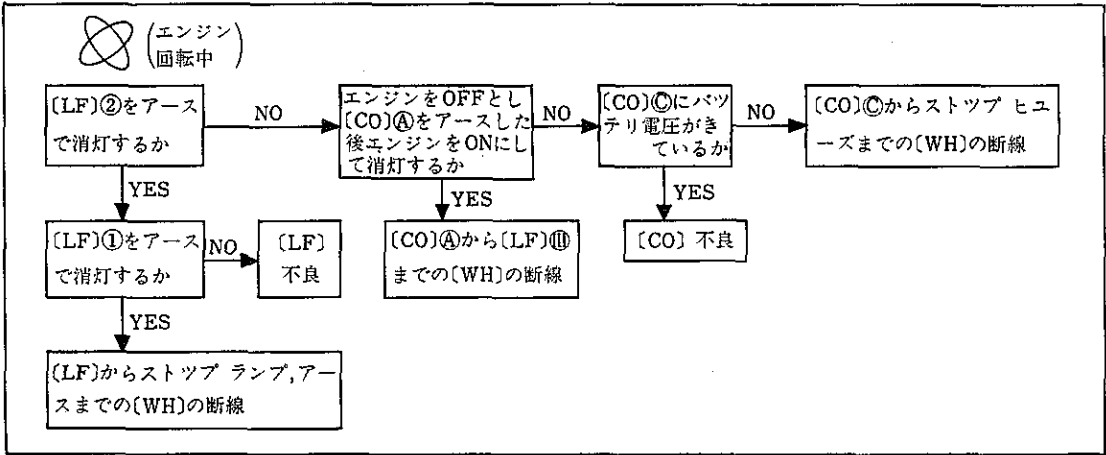 (エンジン
回転中)
〔LF〕②をアース
で消灯するか
NO
エンジンをOFFとし
〔CO〕Ⓐをアースした
後エンジンをONにし
て消灯するか
NO
〔CO〕Ⓒにバツ
テリ電圧がき
ているか
NO
〔CO〕Ⓒからストツプ ヒユ
ーズまでの〔WH〕の断線
YES
YES
YES
〔LF〕①をアース
で消灯するか
NO
〔LF〕
不良
〔CO〕Ⓐから〔LF〕⑪
までの〔WH〕の断線
〔CO〕不良
YES
〔LF〕からストツプ ランプ,アー
スまでの〔WH〕の断線